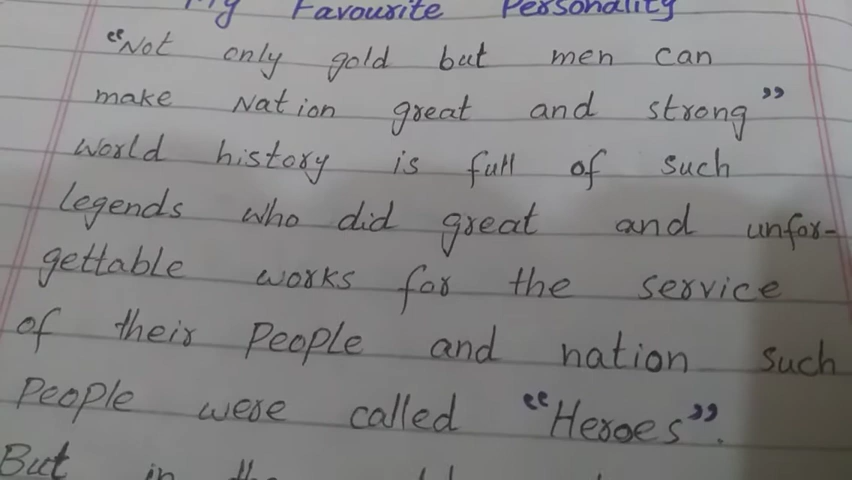 My Favourite Personality
"Not only gold but men can
make Nation great and strong"
world history is full of such
legends who did great and unfor-
gettable works for the service
of their People and nation such
People were called "Heroes".
But in the